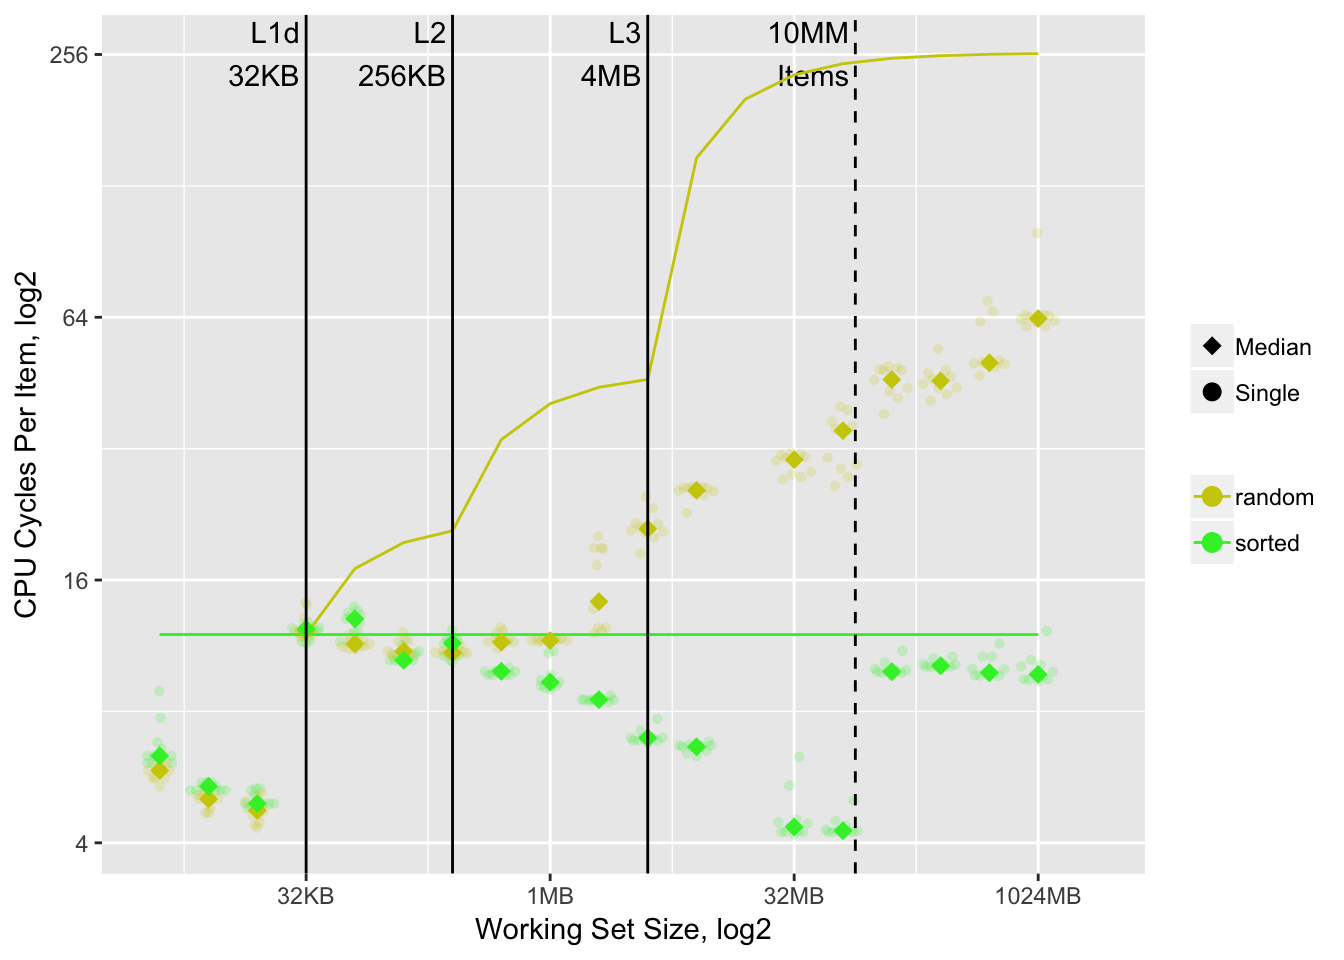 L1d L2 L3 10MM
32KB 256KB 4MB Items
256
64
16
4
CPU Cycles Per Item, log2
32KB 1MB 32MB 1024MB
Working Set Size, log2
Median
Single
random
sorted